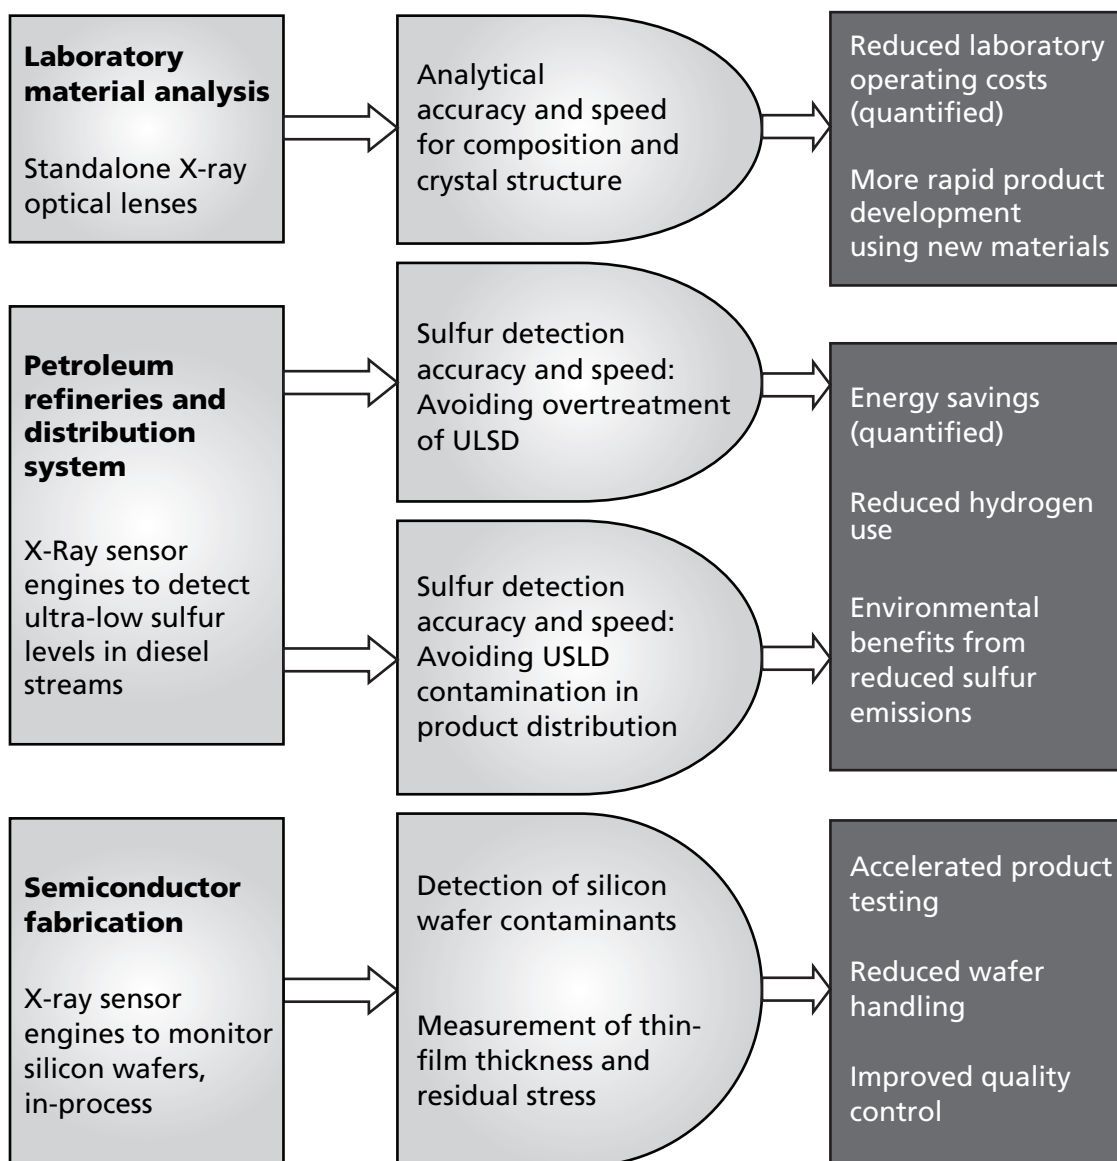 Laboratory
material analysis
Standalone X-ray
optical lenses
Analytical
accuracy and speed
for composition and
crystal structure
Reduced laboratory
operating costs
(quantified)
More rapid product
development
using new materials
Petroleum
refineries and
distribution
system
X-Ray sensor
engines to detect
ultra-low sulfur
levels in diesel
streams
Sulfur detection
accuracy and speed:
Avoiding overtreatment
of ULSD
Sulfur detection
accuracy and speed:
Avoiding USLD
contamination in
product distribution
Energy savings
(quantified)
Reduced hydrogen
use
Environmental
benefits from
reduced sulfur
emissions
Semiconductor
fabrication
X-ray sensor
engines to monitor
silicon wafers,
in-process
Detection of silicon
wafer contaminants
Measurement of thin-
film thickness and
residual stress
Accelerated product
testing
Reduced wafer
handling
Improved quality
control